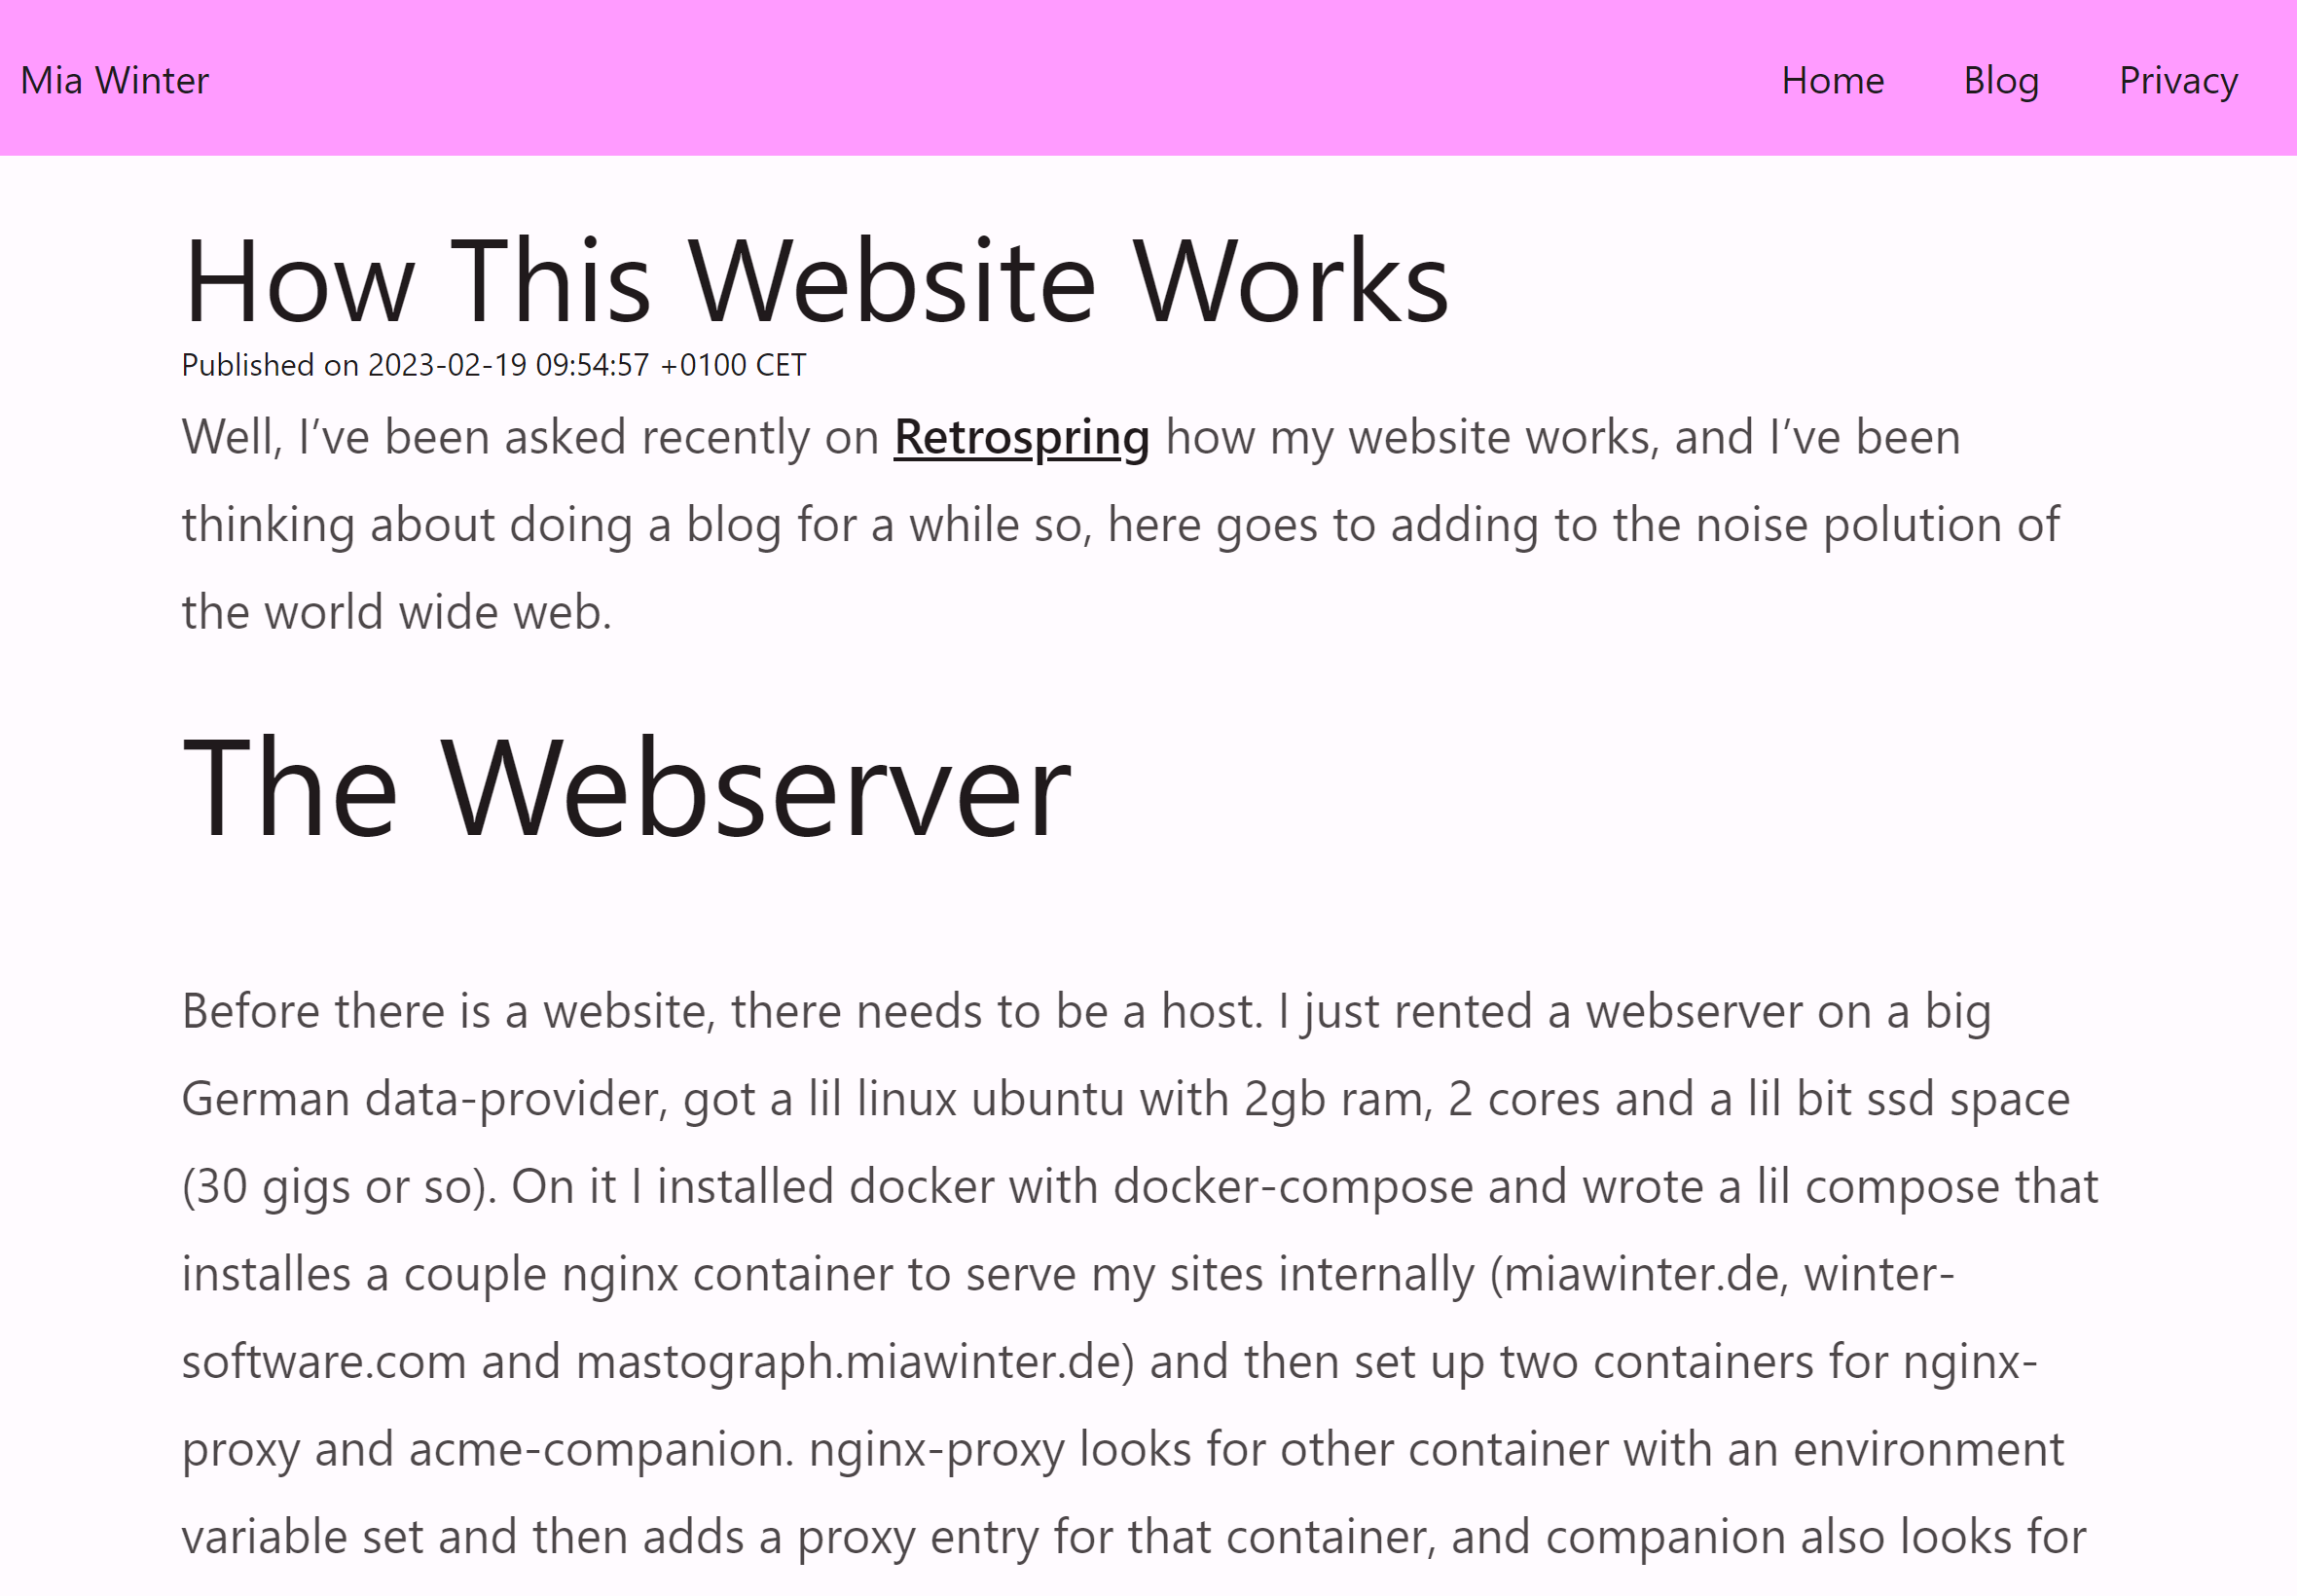 Mia Winter
Home Blog Privacy
How This Website Works
Published on 2023-02-19 09:54:57 +0100 CET
Well, I’ve been asked recently on Retrospring how my website works, and I’ve been
thinking about doing a blog for a while so, here goes to adding to the noise polution of
the world wide web.
The Webserver
Before there is a website, there needs to be a host. I just rented a webserver on a big
German data-provider, got a lil linux ubuntu with 2gb ram, 2 cores and a lil bit ssd space
(30 gigs or so). On it I installed docker with docker-compose and wrote a lil compose that
installes a couple nginx container to serve my sites internally (miawinter.de, winter-
software.com and mastograph.miawinter.de) and then set up two containers for nginx-
proxy and acme-companion. nginx-proxy looks for other container with an environment
variable set and then adds a proxy entry for that container, and companion also looks for